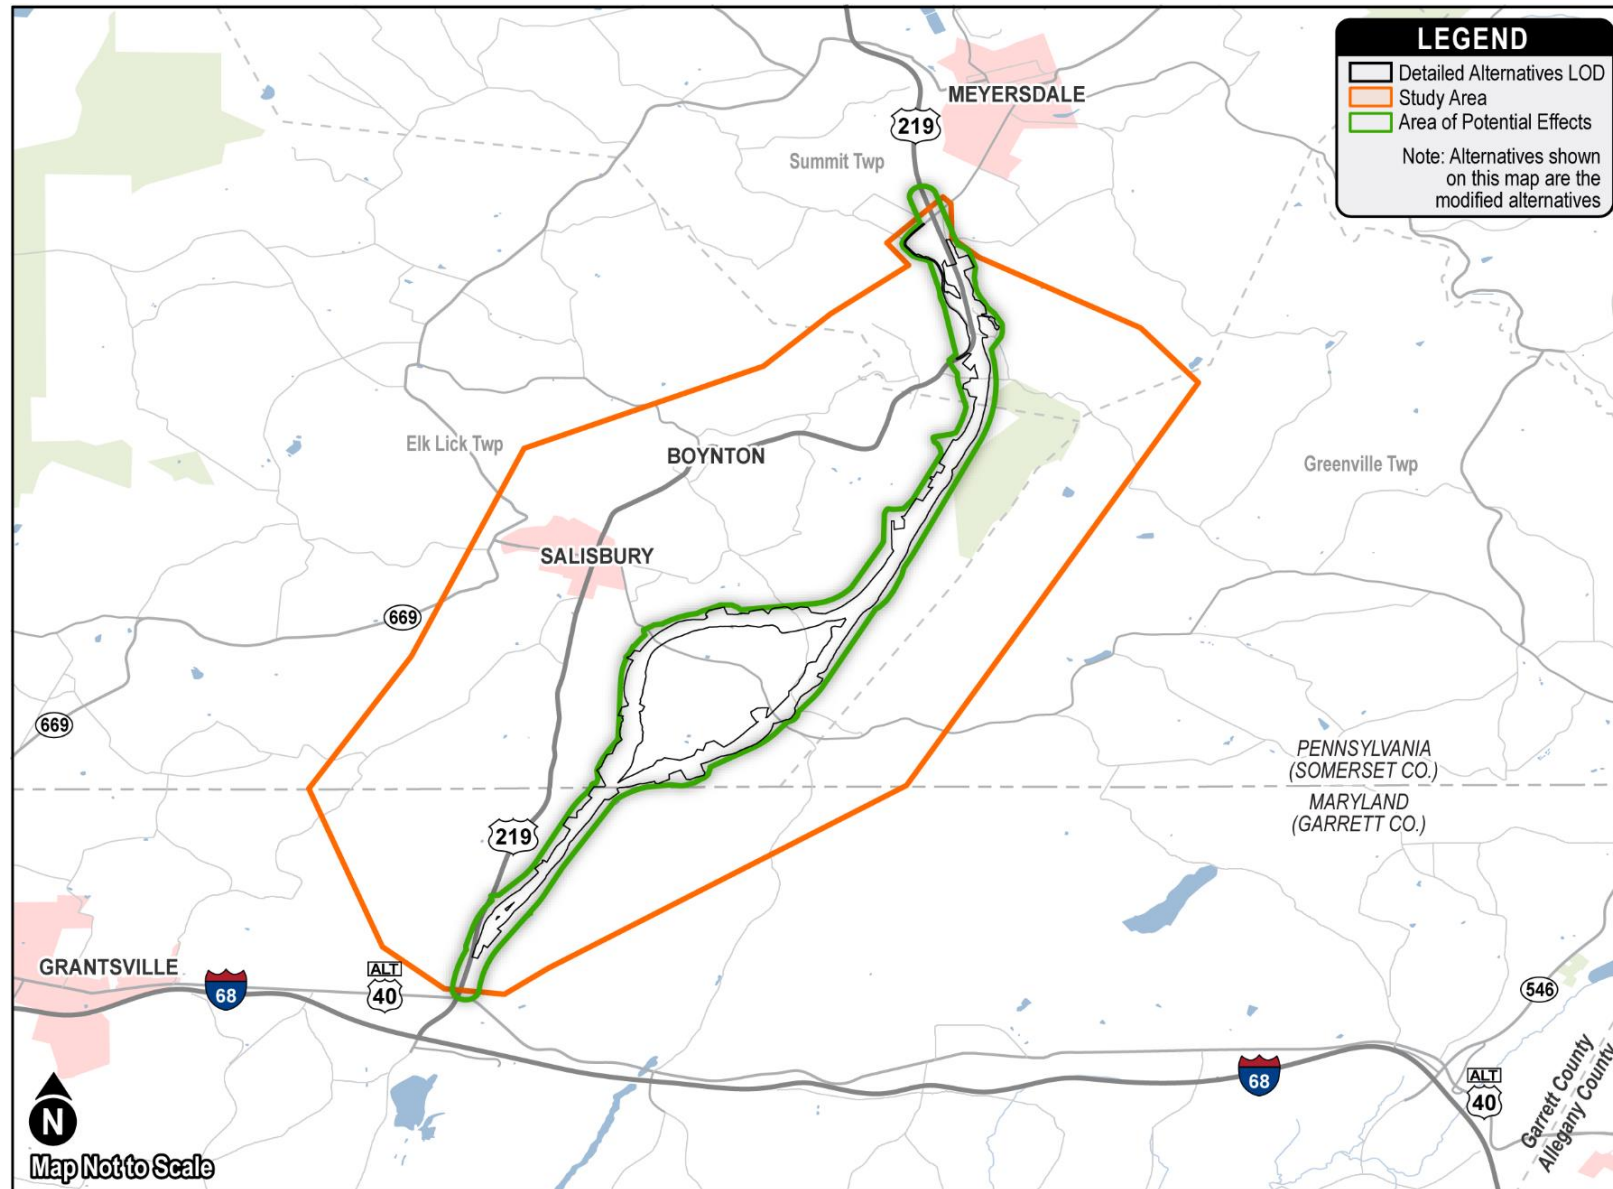 LEGEND
Detailed Alternatives LOD
Study Area
Area of Potential Effects
Note: Alternatives shown
on this map are the
modified alternatives
MEYERSDALE
219
Summit Twp
Elk Lick Twp
BOYNTON
Greenville Twp
SALISBURY
669
669
PENNSYLVANIA
(SOMERSET CO.)
MARYLAND
(GARRETT CO.)
219
GRANTSVILLE
68
ALT
40
546
68
ALT
40
Garrett County
Allegany County
N
Map Not to Scale